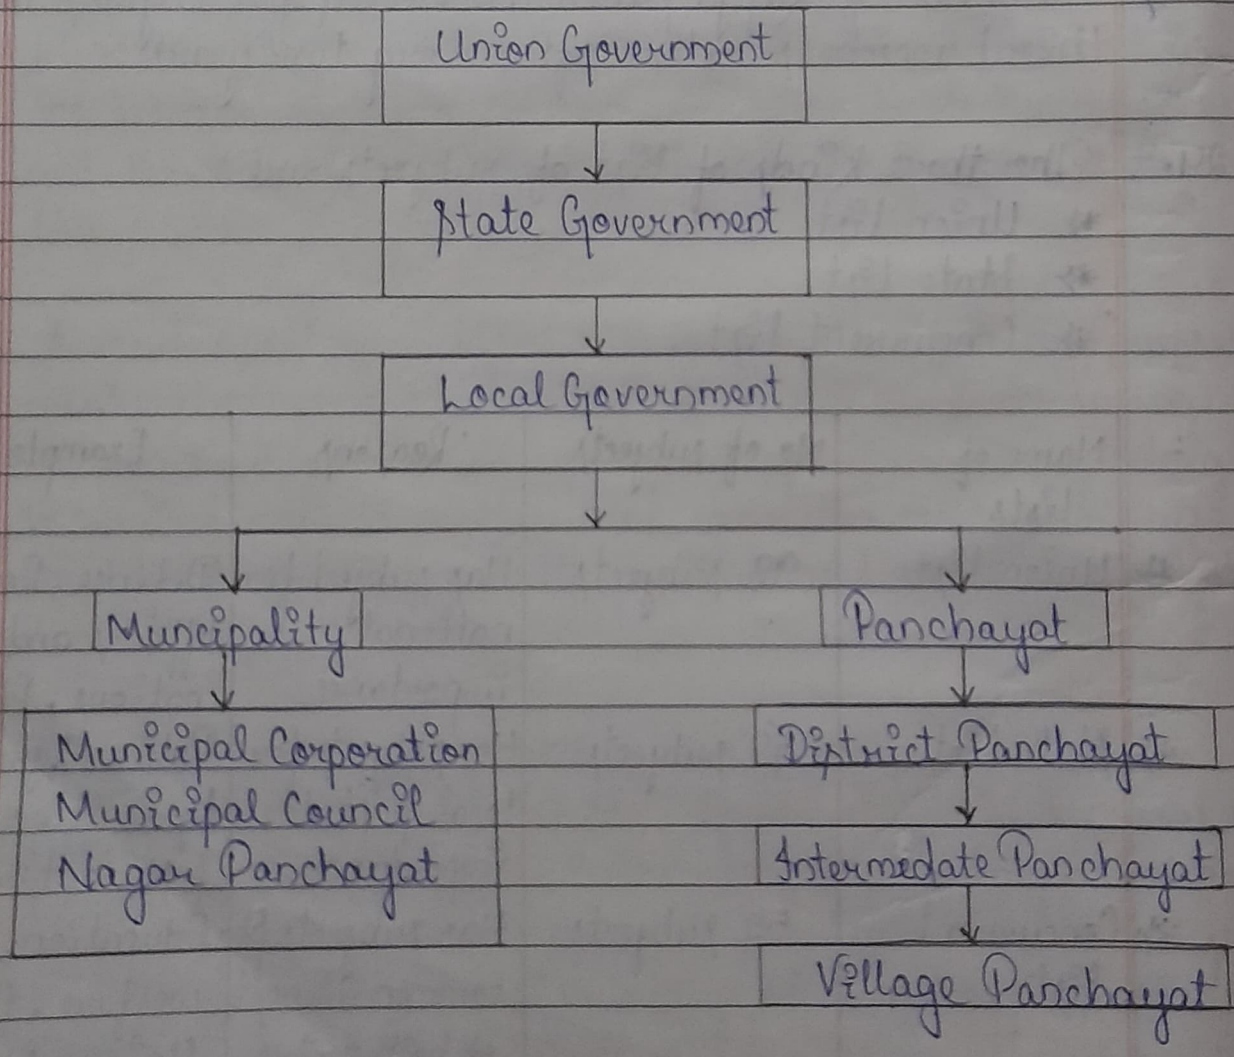 Union Government
State Government
Local Government
Muncipality
Panchayat
Municipal Corporation
Municipal Council
Nagar Panchayat
District Panchayat
Intermedate Panchayat
Village Panchayat